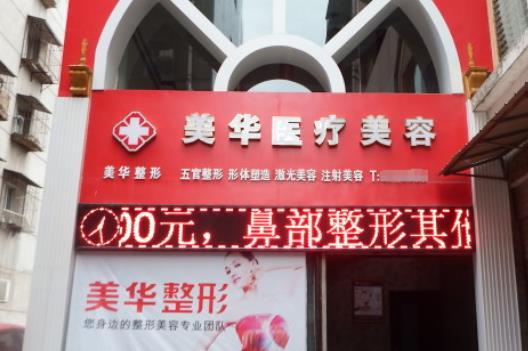 美华医疗美容
美华整形
五官整形 形体塑造 激光美容 注射美容 T:
00元，鼻部整形其他
美华整形
您身边的整形美容专业团队